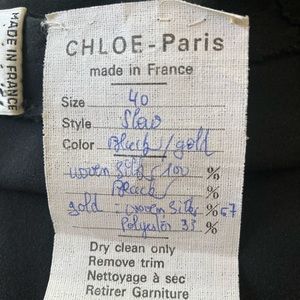 MADE IN FRANCE
CHLOE-Paris
made in France
Size 40
Style Slow
Color Black/gold
woven Silk 100 %
Black %
gold - woven Silk % 67
Polyester 33 %
Dry clean only
Remove trim
Nettoyage à sec
Retirer Garniture